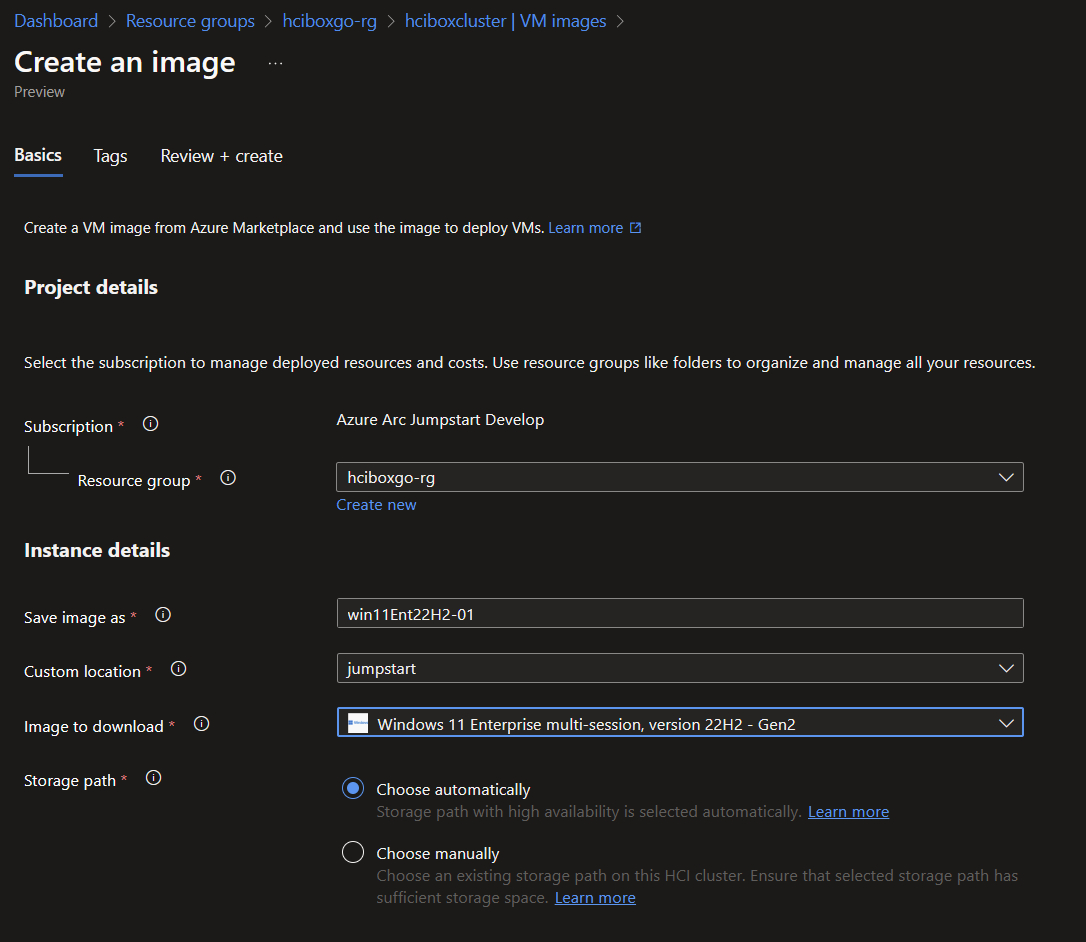 Dashboard > Resource groups > hciboxgo-rg > hciboxcluster | VM images >
Create an image ...
Preview
Basics Tags Review + create
Create a VM image from Azure Marketplace and use the image to deploy VMs. Learn more
Project details
Select the subscription to manage deployed resources and costs. Use resource groups like folders to organize and manage all your resources.
Subscription * Azure Arc Jumpstart Develop
Resource group * hciboxgo-rg
Create new
Instance details
Save image as * win11Ent22H2-01
Custom location * jumpstart
Image to download * Windows 11 Enterprise multi-session, version 22H2 - Gen2
Storage path * Choose automatically
Storage path with high availability is selected automatically. Learn more
Choose manually
Choose an existing storage path on this HCI cluster. Ensure that selected storage path has
sufficient storage space. Learn more